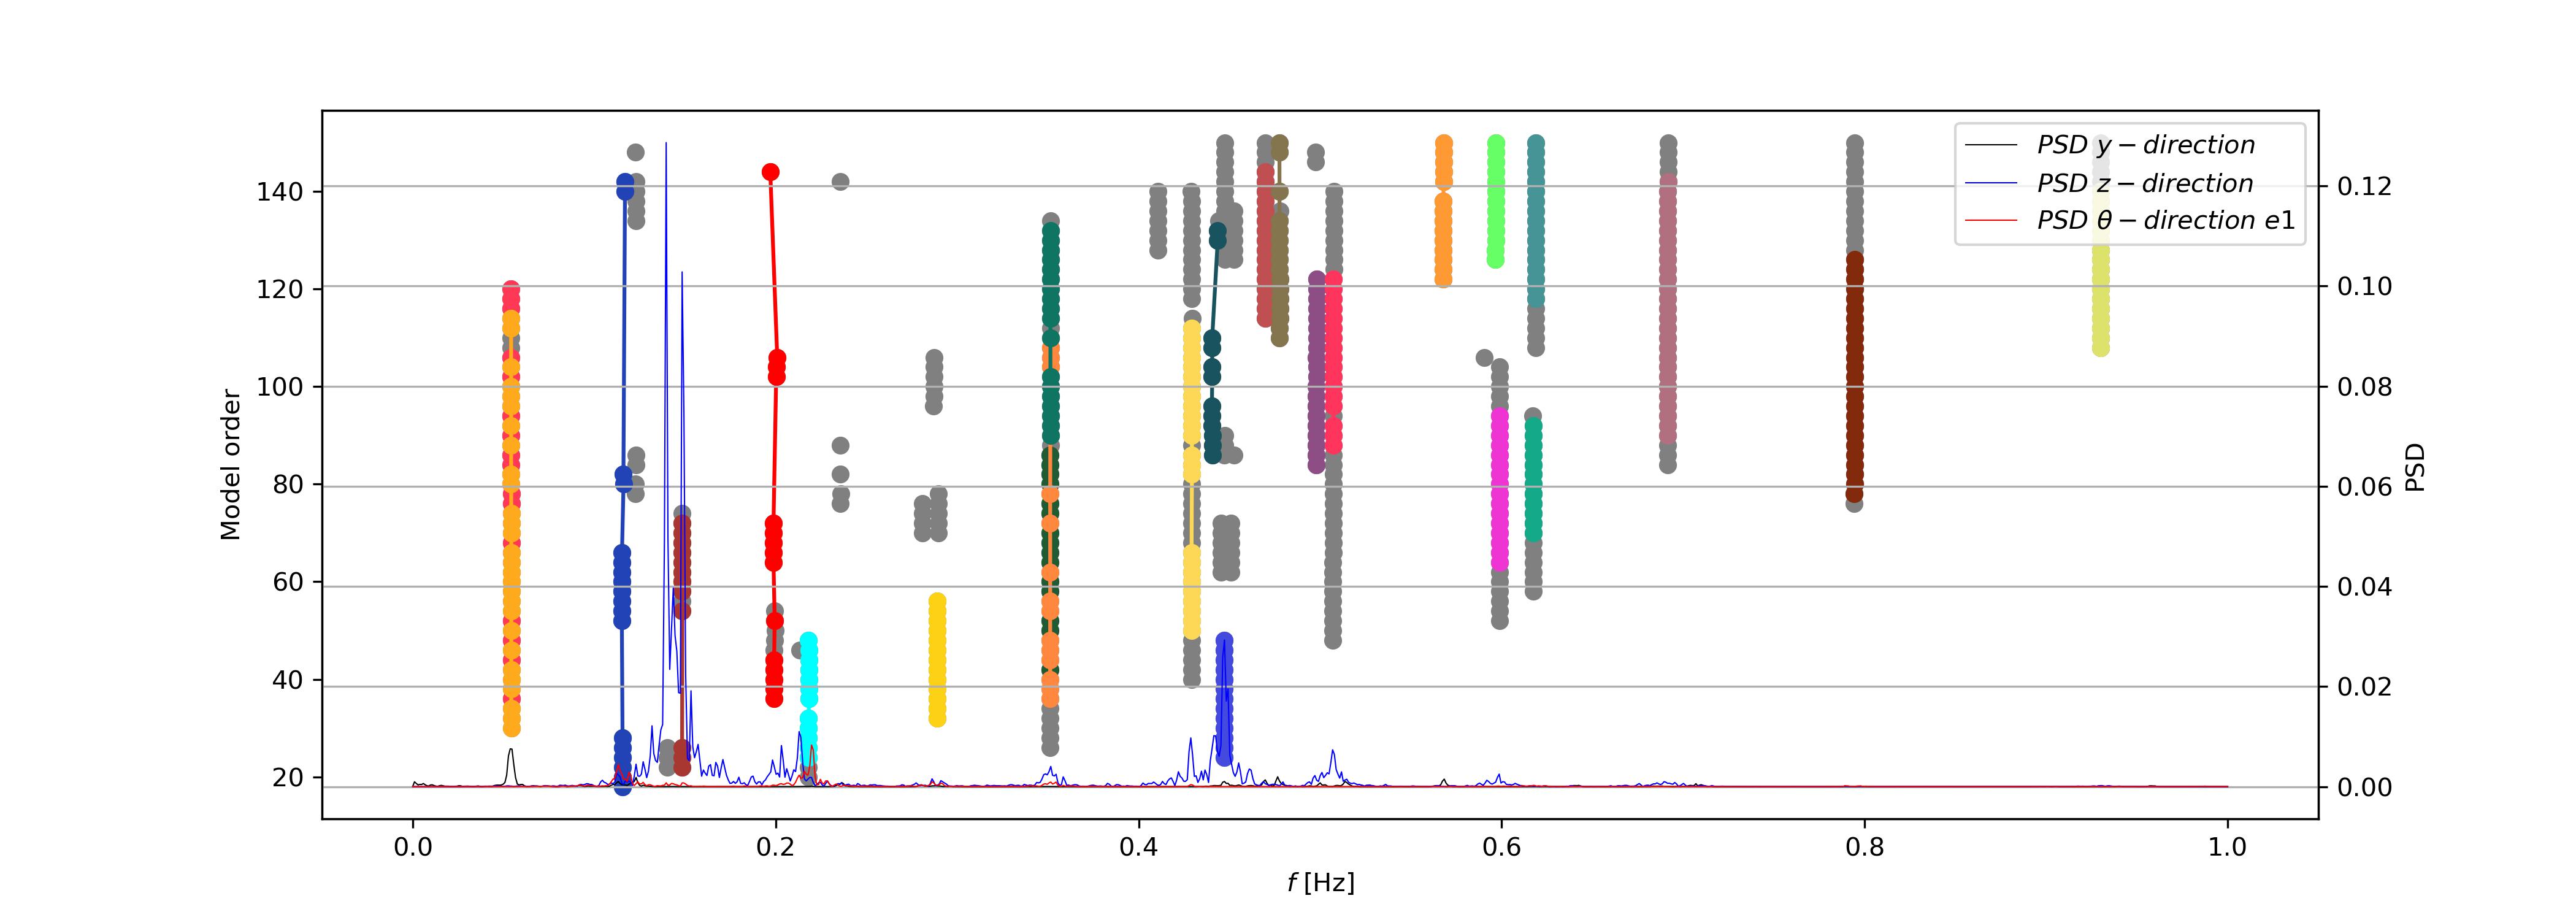 PSD y − direction
PSD z − direction
PSD θ − direction e1
Model order
140
120
100
80
60
40
20
0.12
0.10
0.08
0.06
0.04
0.02
0.00
PSD
0.0 0.2 0.4 0.6 0.8 1.0
f [Hz]